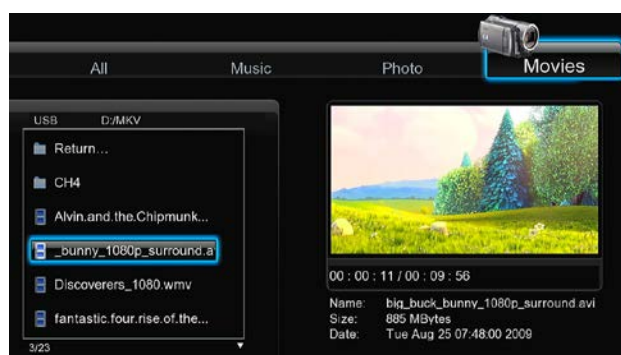 All Music Photo Movies
USB D:/MKV
Return...
CH4
Alvin.and.the.Chipmunk...
_bunny_1080p_surround.a
Discoverers_1080.wmv
fantastic.four.rise.of.the...
3/23
00 : 00 : 11 / 00 : 09 : 56
Name: big_buck_bunny_1080p_surround.avi
Size: 885 MBytes
Date: Tue Aug 25 07:48:00 2009